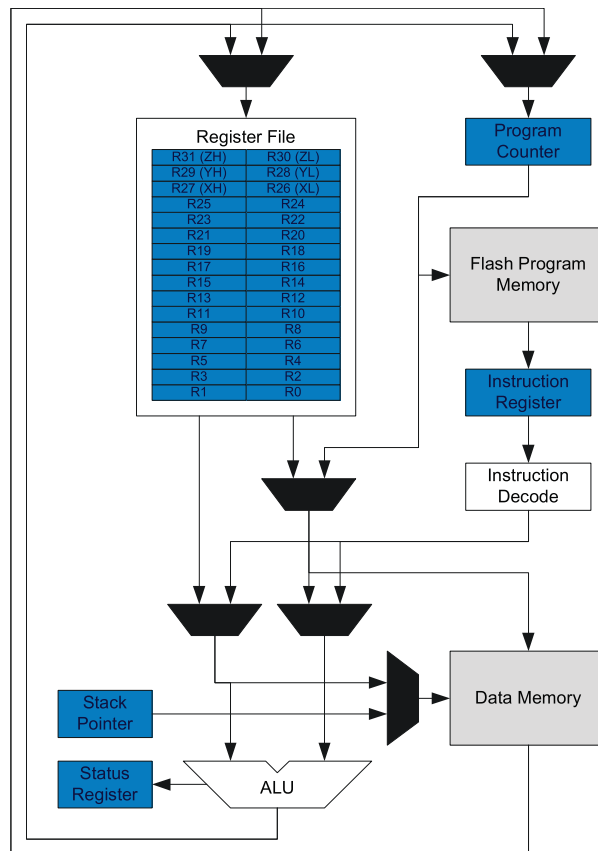 Register File
R31 (ZH) R30 (ZL)
R29 (YH) R28 (YL)
R27 (XH) R26 (XL)
R25 R24
R23 R22
R21 R20
R19 R18
R17 R16
R15 R14
R13 R12
R11 R10
R9 R8
R7 R6
R5 R4
R3 R2
R1 R0
Program
Counter
Flash Program
Memory
Instruction
Register
Instruction
Decode
Stack
Pointer
Data Memory
Status
Register
ALU